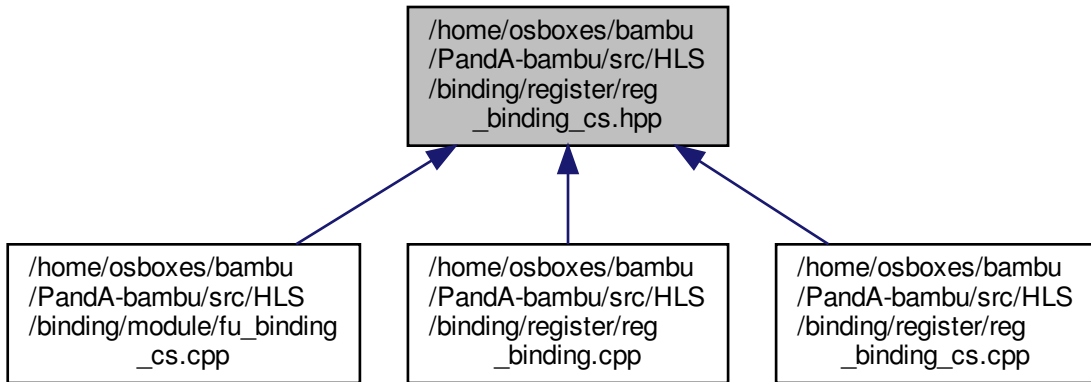 /home/osboxes/bambu
/PandA-bambu/src/HLS
/binding/register/reg
_binding_cs.hpp
/home/osboxes/bambu
/PandA-bambu/src/HLS
/binding/module/fu_binding
_cs.cpp
/home/osboxes/bambu
/PandA-bambu/src/HLS
/binding/register/reg
_binding.cpp
/home/osboxes/bambu
/PandA-bambu/src/HLS
/binding/register/reg
_binding_cs.cpp